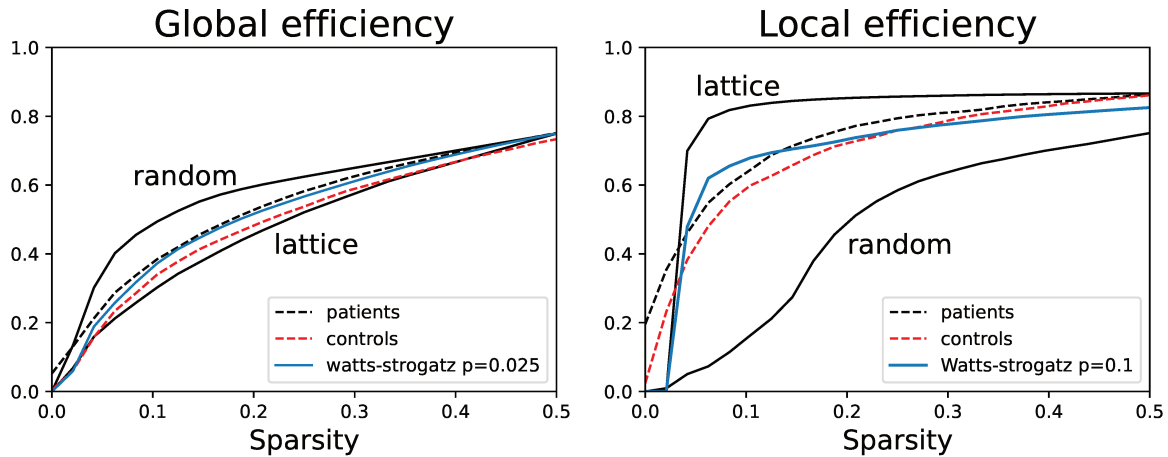 Global efficiency
1.0
0.8
0.6
0.4
0.2
0.0
random
lattice
patients
controls
watts-strogatz p=0.025
0.0 0.1 0.2 0.3 0.4 0.5
Sparsity
Local efficiency
1.0
0.8
0.6
0.4
0.2
0.0
lattice
random
patients
controls
Watts-strogatz p=0.1
0.0 0.1 0.2 0.3 0.4 0.5
Sparsity